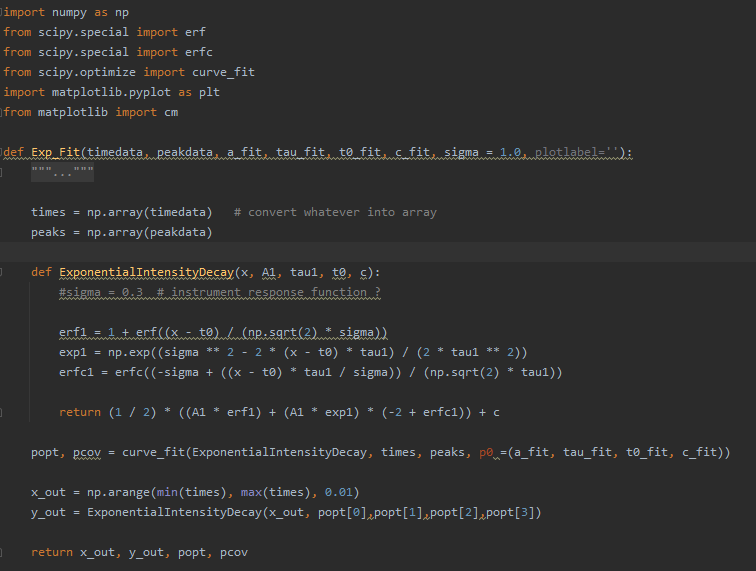 import numpy as np
from scipy.special import erf
from scipy.special import erfc
from scipy.optimize import curve_fit
import matplotlib.pyplot as plt
from matplotlib import cm
def Exp_Fit(timedata, peakdata, a_fit, tau_fit, t0_fit, c_fit, sigma = 1.0, plotlabel=''):
"""..."""
times = np.array(timedata)   # convert whatever into array
peaks = np.array(peakdata)
def ExponentialIntensityDecay(x, A1, tau1, t0, c):
#sigma = 0.3  # instrument response function ?
erf1 = 1 + erf((x - t0) / (np.sqrt(2) * sigma))
exp1 = np.exp((sigma ** 2 - 2 * (x - t0) * tau1) / (2 * tau1 ** 2))
erfc1 = erfc((-sigma + ((x - t0) * tau1 / sigma)) / (np.sqrt(2) * tau1))
return (1 / 2) * ((A1 * erf1) + (A1 * exp1) * (-2 + erfc1)) + c
popt, pcov = curve_fit(ExponentialIntensityDecay, times, peaks, p0 =(a_fit, tau_fit, t0_fit, c_fit))
x_out = np.arange(min(times), max(times), 0.01)
y_out = ExponentialIntensityDecay(x_out, popt[0],popt[1],popt[2],popt[3])
return x_out, y_out, popt, pcov